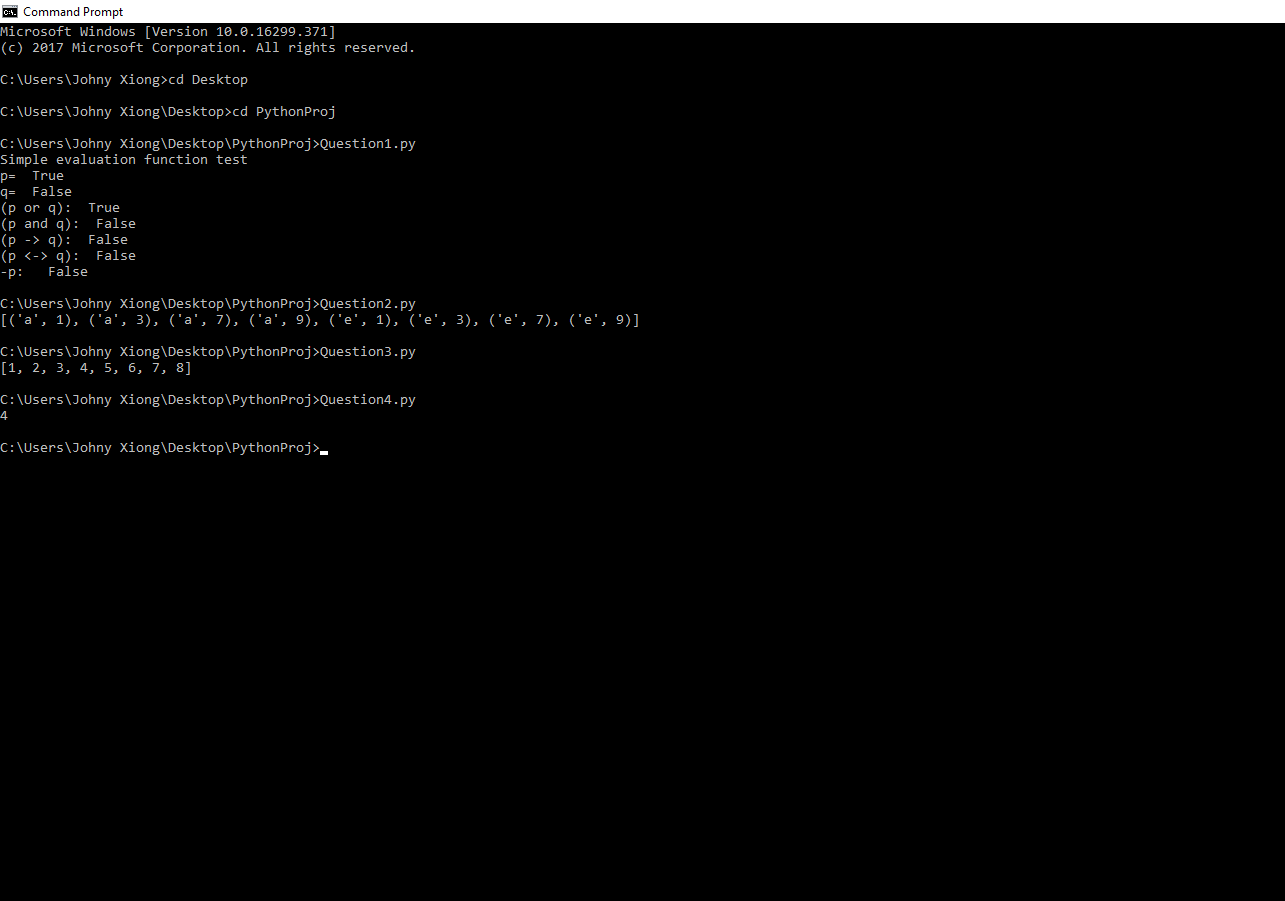 Command Prompt
Microsoft Windows [Version 10.0.16299.371]
(c) 2017 Microsoft Corporation. All rights reserved.
C:\Users\Johny Xiong>cd Desktop
C:\Users\Johny Xiong\Desktop>cd PythonProj
C:\Users\Johny Xiong\Desktop\PythonProj>Question1.py
Simple evaluation function test
p=  True
q=  False
(p or q):  True
(p and q):  False
(p -> q):  False
(p <-> q):  False
-p:   False
C:\Users\Johny Xiong\Desktop\PythonProj>Question2.py
[('a', 1), ('a', 3), ('a', 7), ('a', 9), ('e', 1), ('e', 3), ('e', 7), ('e', 9)]
C:\Users\Johny Xiong\Desktop\PythonProj>Question3.py
[1, 2, 3, 4, 5, 6, 7, 8]
C:\Users\Johny Xiong\Desktop\PythonProj>Question4.py
4
C:\Users\Johny Xiong\Desktop\PythonProj>